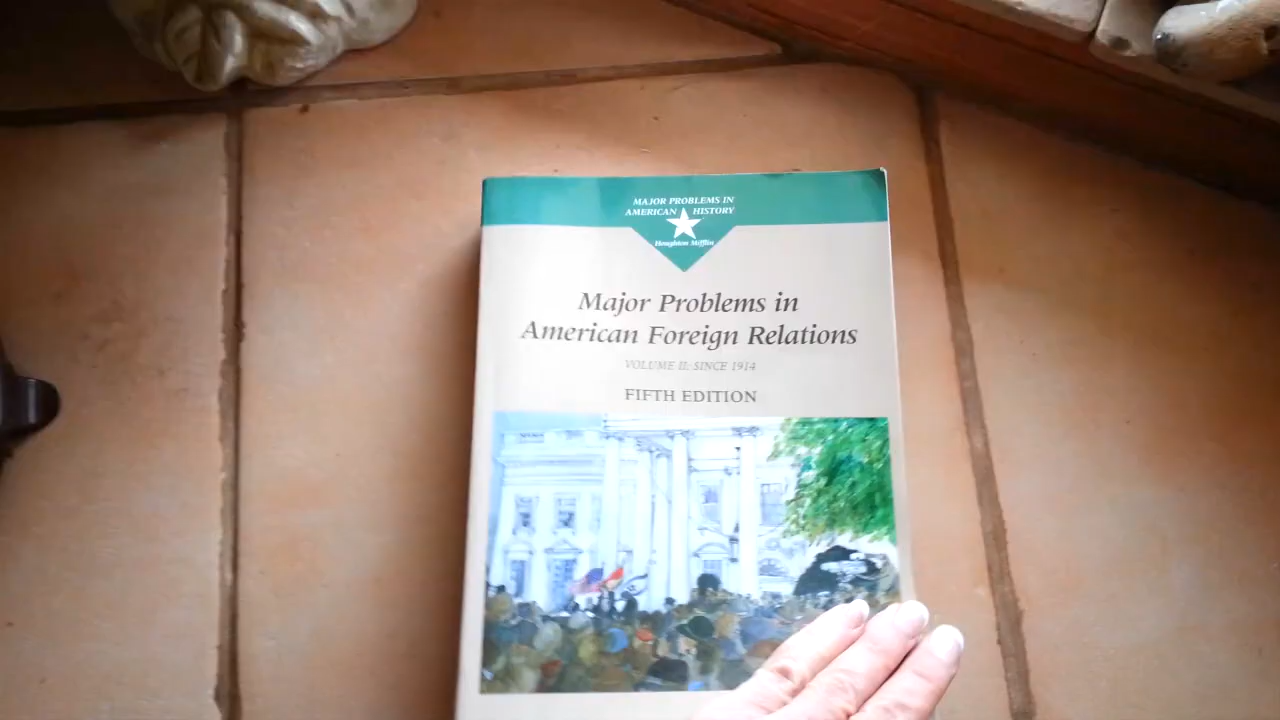 MAJOR PROBLEMS IN
AMERICAN HISTORY
Houghton Mifflin
Major Problems in
American Foreign Relations
VOLUME II: SINCE 1914
FIFTH EDITION